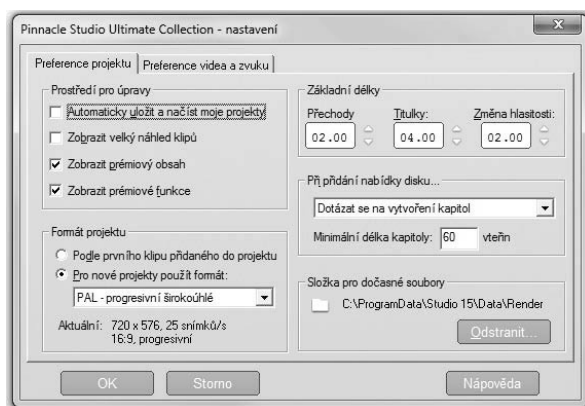 Pinnacle Studio Ultimate Collection - nastavení
Preference projektu
Preference videa a zvuku
Prostředí pro úpravy
Automaticky uložit a načíst moje projekty
Zobrazit velký náhled klipů
Zobrazit prémiový obsah
Zobrazit prémiové funkce
Formát projektu
Podle prvního klipu přidaného do projektu
Pro nové projekty použít formát:
PAL - progresivní širokoúhlé
Aktuální: 720 x 576, 25 snímků/s
16:9, progresivní
Základní délky
Přechody Titulky: Změna hlasitosti:
02.00 04.00 02.00
Při přidání nabídky disku...
Dotázat se na vytvoření kapitol
Minimální délka kapitoly: 60 vteřin
Složka pro dočasné soubory
C:\ProgramData\Studio 15\Data\Render
Odstranit...
OK Storno Nápověda